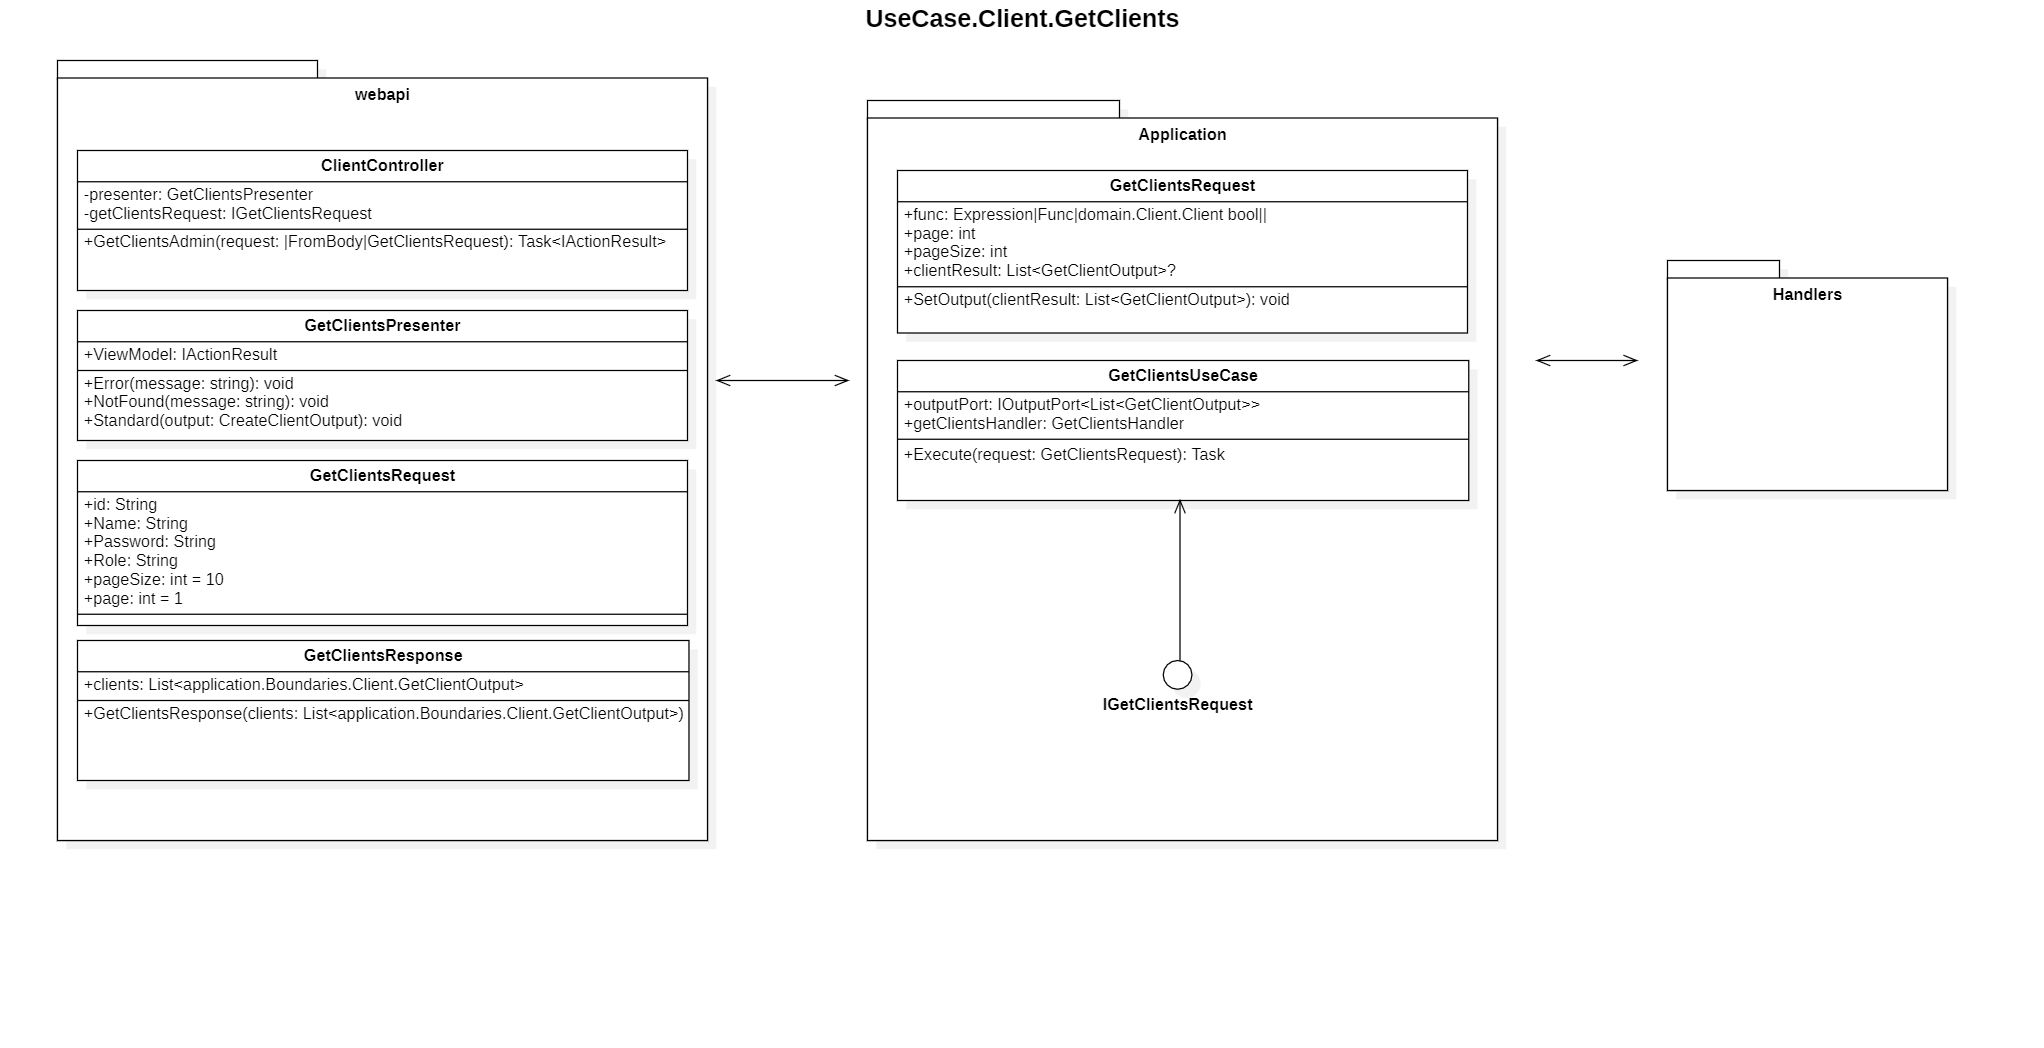 UseCase.Client.GetClients
webapi
ClientController
-presenter: GetClientsPresenter
-getClientsRequest: IGetClientsRequest
+GetClientsAdmin(request: |FromBody|GetClientsRequest): Task<IActionResult>
GetClientsPresenter
+ViewModel: IActionResult
+Error(message: string): void
+NotFound(message: string): void
+Standard(output: CreateClientOutput): void
GetClientsRequest
+id: String
+Name: String
+Password: String
+Role: String
+pageSize: int = 10
+page: int = 1
GetClientsResponse
+clients: List<application.Boundaries.Client.GetClientOutput>
+GetClientsResponse(clients: List<application.Boundaries.Client.GetClientOutput>)
Application
GetClientsRequest
+func: Expression|Func|domain.Client.Client bool||
+page: int
+pageSize: int
+clientResult: List<GetClientOutput>?
+SetOutput(clientResult: List<GetClientOutput>): void
GetClientsUseCase
+outputPort: IOutputPort<List<GetClientOutput>>
+getClientsHandler: GetClientsHandler
+Execute(request: GetClientsRequest): Task
IGetClientsRequest
Handlers